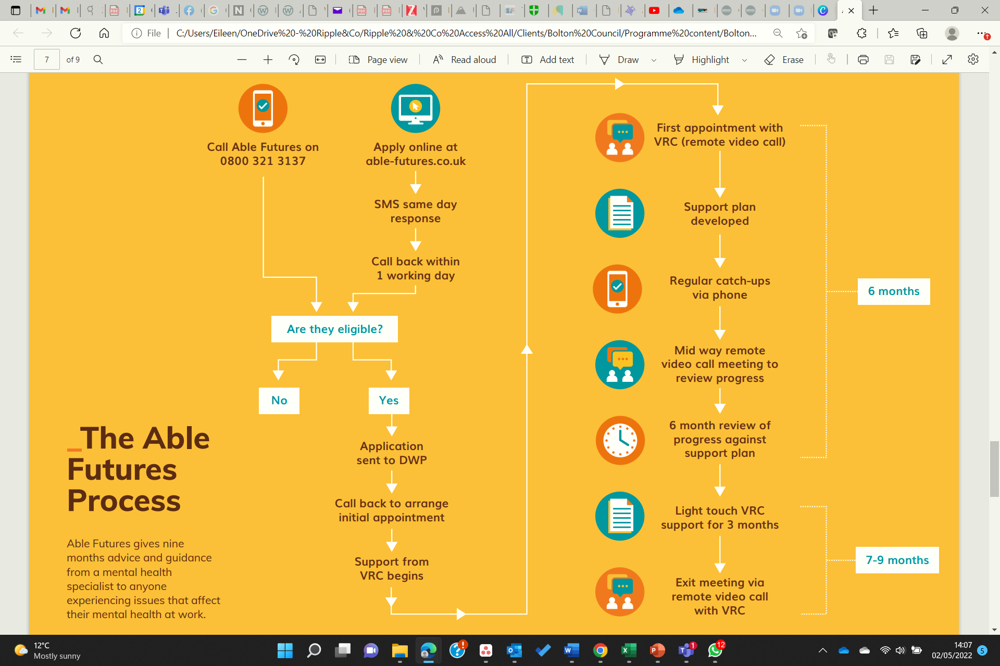 File
C:/Users/Eileen/OneDrive%20-%20Ripple&Co/Ripple%20&%20Co%20Access%20All/Clients/Bolton%20Council/Programme%20content/Bolton...
7
of 9
Page view
Read aloud
Add text
Draw
Highlight
Erase
Call Able Futures on
0800 321 3137
Apply online at
able-futures.co.uk
SMS same day
response
Call back within
1 working day
Are they eligible?
No
Yes
Application
sent to DWP
Call back to arrange
initial appointment
Support from
VRC begins
_The Able
Futures
Process
Able Futures gives nine
months advice and guidance
from a mental health
specialist to anyone
experiencing issues that affect
their mental health at work.
First appointment with
VRC (remote video call)
Support plan
developed
Regular catch-ups
via phone
Mid way remote
video call meeting to
review progress
6 month review of
progress against
support plan
6 months
Light touch VRC
support for 3 months
Exit meeting via
remote video call
with VRC
7-9 months
12°C
Mostly sunny
1
12
14:07
02/05/2022
5